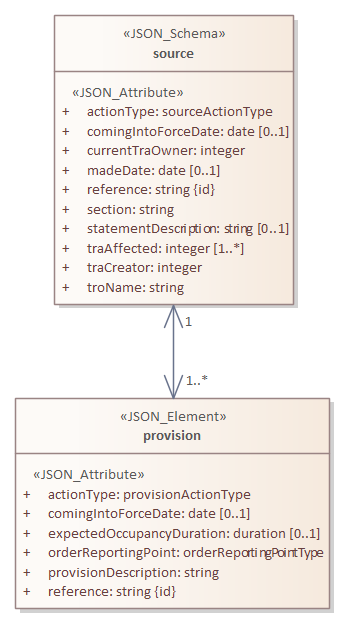 «JSON_Schema»
source
«JSON_Attribute»
+ actionType: sourceActionType
+ comingIntoForceDate: date [0..1]
+ currentTraOwner: integer
+ madeDate: date [0..1]
+ reference: string {id}
+ section: string
+ statementDescription: string [0..1]
+ traAffected: integer [1..*]
+ traCreator: integer
+ troName: string
1
1..*
«JSON_Element»
provision
«JSON_Attribute»
+ actionType: provisionActionType
+ comingIntoForceDate: date [0..1]
+ expectedOccupancyDuration: duration [0..1]
+ orderReportingPoint: orderReportingPointType
+ provisionDescription: string
+ reference: string {id}